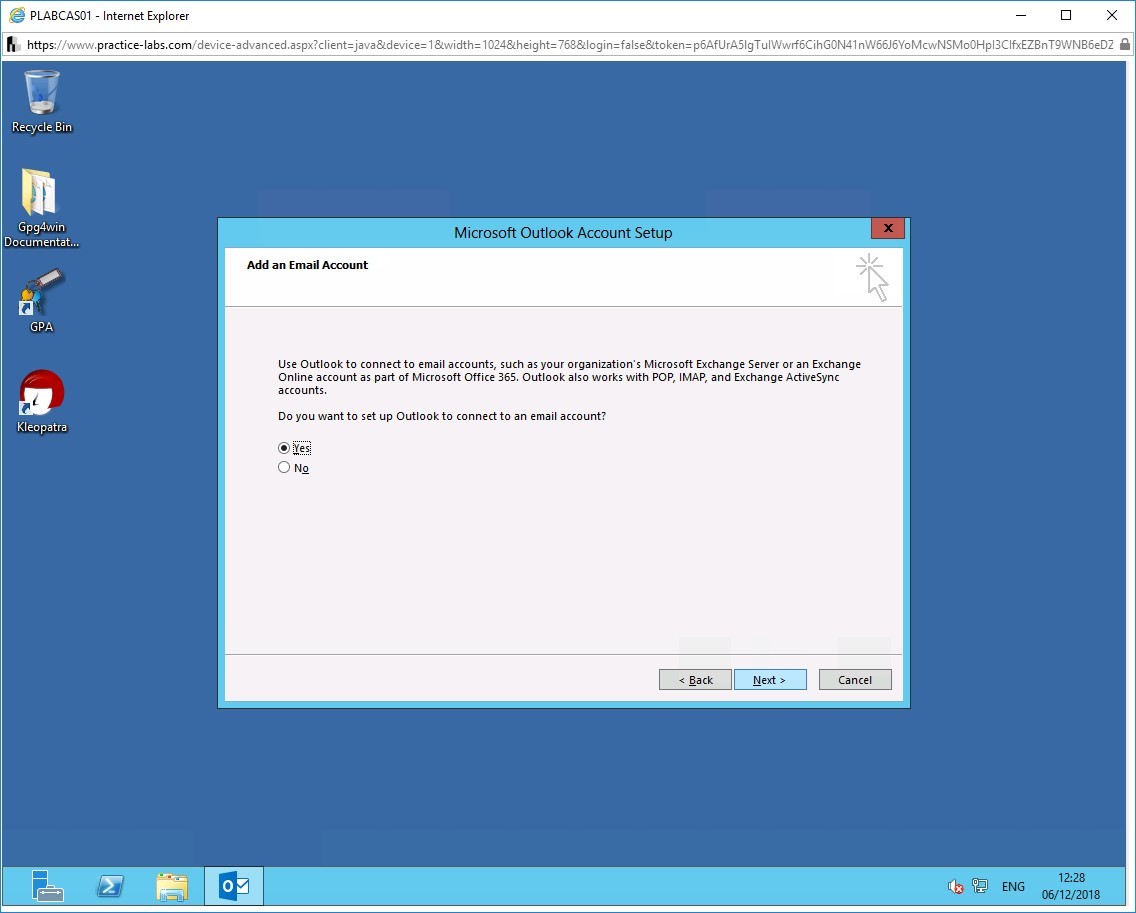 PLABCAS01 - Internet Explorer
https://www.practice-labs.com/device-advanced.aspx?client=java&device=1&width=1024&height=768&login=false&token=
Recycle Bin
Gpg4win
Documentat...
GPA
Kleopatra
Microsoft Outlook Account Setup
x
Add an Email Account
Use Outlook to connect to email accounts, such as your organization's Microsoft Exchange Server or an Exchange
Online account as part of Microsoft Office 365. Outlook also works with POP, IMAP, and Exchange ActiveSync
accounts.
Do you want to set up Outlook to connect to an email account?
Yes
No
< Back
Next >
Cancel
ENG
12:28
06/12/2018